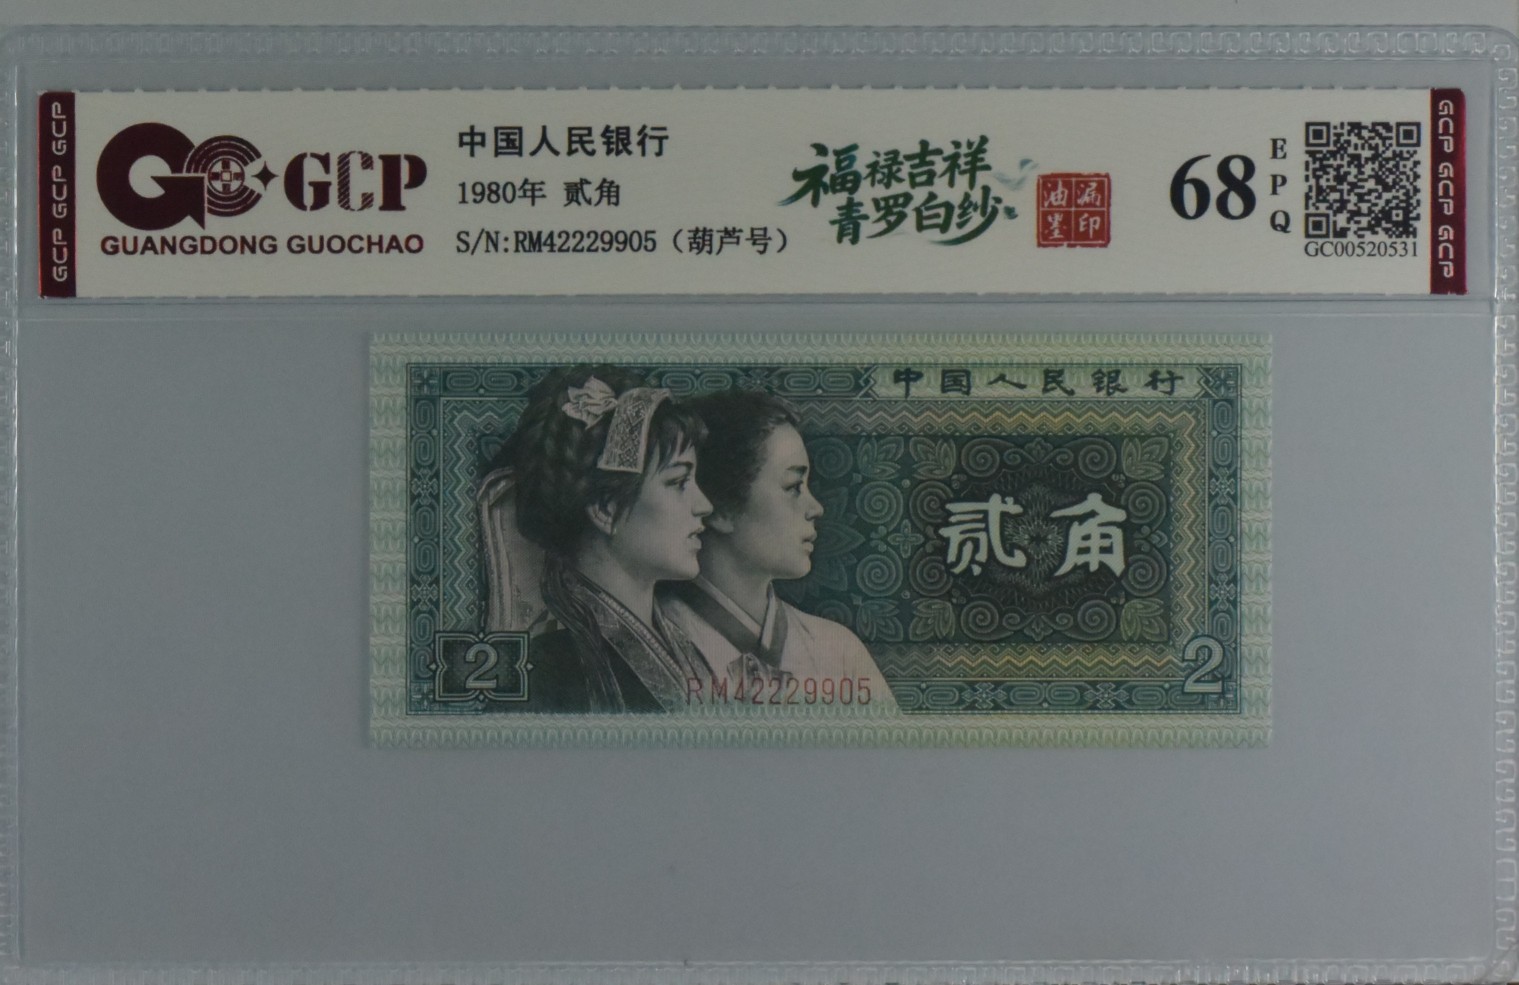 GCP GCP GCP
GCP
GUANGDONG GUOCHAO
中国人民银行
1980年 贰角
S/N:RM42229905（葫芦号）
福禄吉祥
青罗白纱
油漏
墨印
68
EPQ
GC00520531
GCP GCP GCP
中国人民银行
贰角
2
2
RM42229905